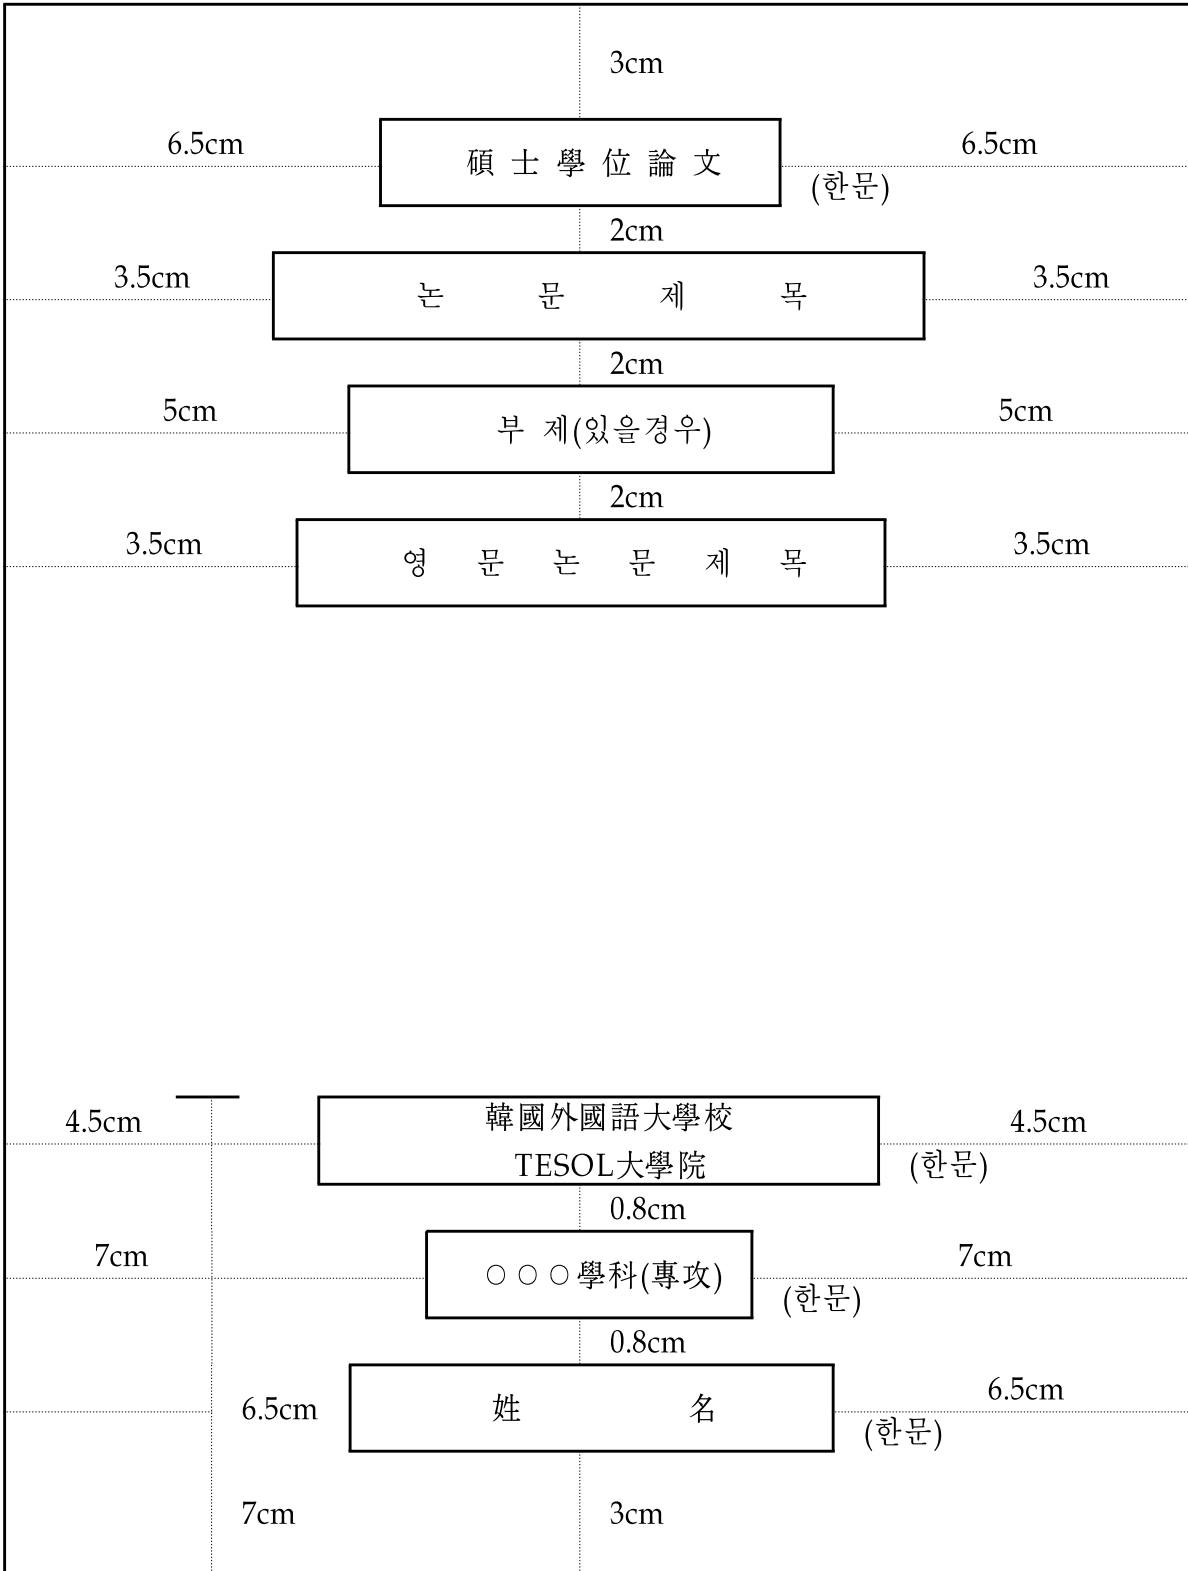 3cm
6.5cm 碩 士 學 位 論 文 6.5cm
(한문)
2cm
3.5cm 논 문 제 목 3.5cm
2cm
5cm 부 제(있을경우) 5cm
2cm
3.5cm 영 문 논 문 제 목 3.5cm
4.5cm 韓國外國語大學校 4.5cm
TESOL大學院 (한문)
0.8cm
7cm ○○○學科(專攻) 7cm
(한문)
0.8cm
6.5cm 姓 名 6.5cm
(한문)
7cm 3cm